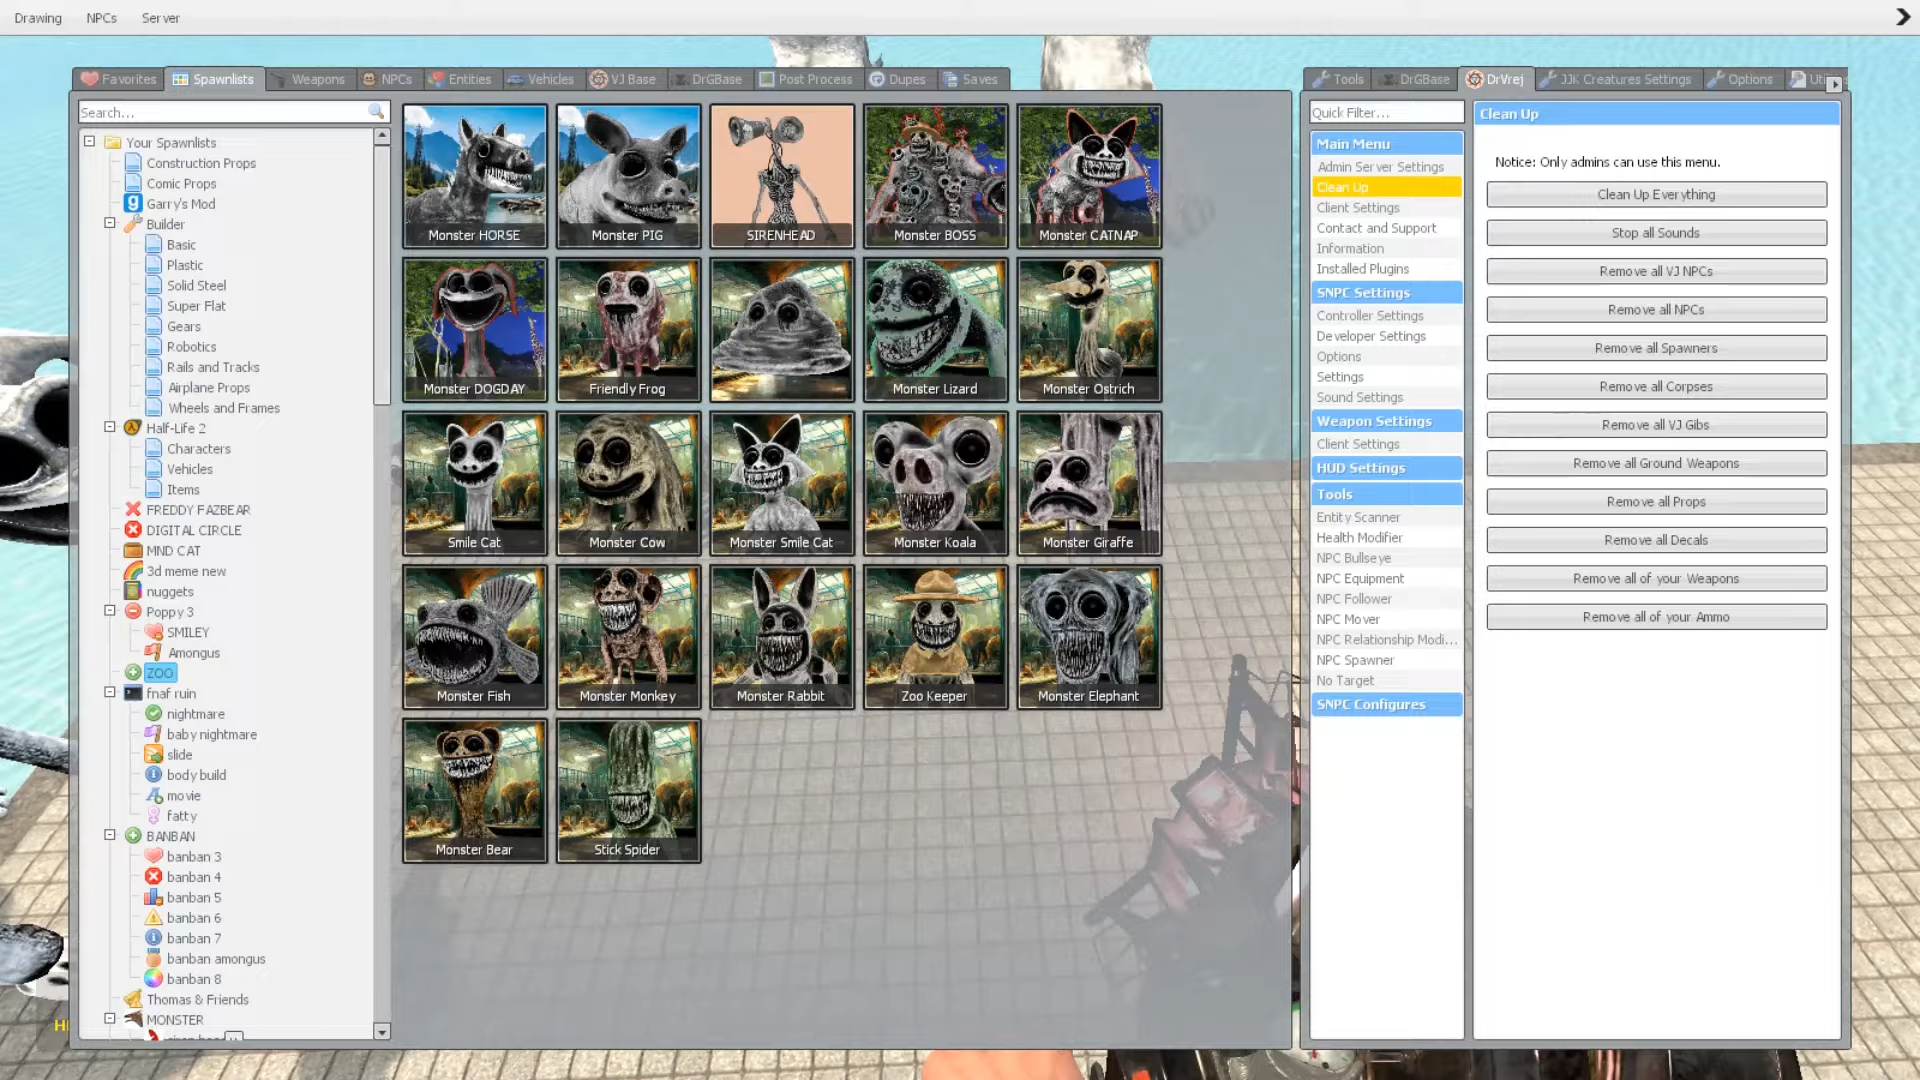 Drawing NPCs Server
Favorites Spawnlists Weapons NPCs Entities Vehicles VJ Base DrGBase Post Process Dupes Saves
Search...
Your Spawnlists
Construction Props
Comic Props
Garry's Mod
Builder
Basic
Plastic
Solid Steel
Super Flat
Gears
Robotics
Rails and Tracks
Airplane Props
Wheels and Frames
Half-Life 2
Characters
Vehicles
Items
FREDDY FAZBEAR
DIGITAL CIRCLE
MND CAT
3d meme new
nuggets
Poppy 3
SMILEY
Amongus
ZOO
fnaf ruin
nightmare
baby nightmare
slide
body build
movie
fatty
BANBAN
banban 3
banban 4
banban 5
banban 6
banban 7
banban amongus
banban 8
Thomas & Friends
MONSTER
Monster HORSE Monster PIG SIRENHEAD Monster BOSS Monster CATNAP
Monster DOGDAY Friendly Frog Monster Lizard Monster Ostrich
Smile Cat Monster Cow Monster Smile Cat Monster Koala Monster Giraffe
Monster Fish Monster Monkey Monster Rabbit Zoo Keeper Monster Elephant
Monster Bear Stick Spider
Tools DrGBase DrVrej JJK Creatures Settings Options Uti
Quick Filter...
Main Menu
Admin Server Settings
Clean Up
Client Settings
Contact and Support
Information
Installed Plugins
SNPC Settings
Controller Settings
Developer Settings
Options
Settings
Sound Settings
Weapon Settings
Client Settings
HUD Settings
Tools
Entity Scanner
Health Modifier
NPC Bullseye
NPC Equipment
NPC Follower
NPC Mover
NPC Relationship Modi...
NPC Spawner
No Target
SNPC Configures
Clean Up
Notice: Only admins can use this menu.
Clean Up Everything
Stop all Sounds
Remove all VJ NPCs
Remove all NPCs
Remove all Spawners
Remove all Corpses
Remove all VJ Gibs
Remove all Ground Weapons
Remove all Props
Remove all Decals
Remove all of your Weapons
Remove all of your Ammo